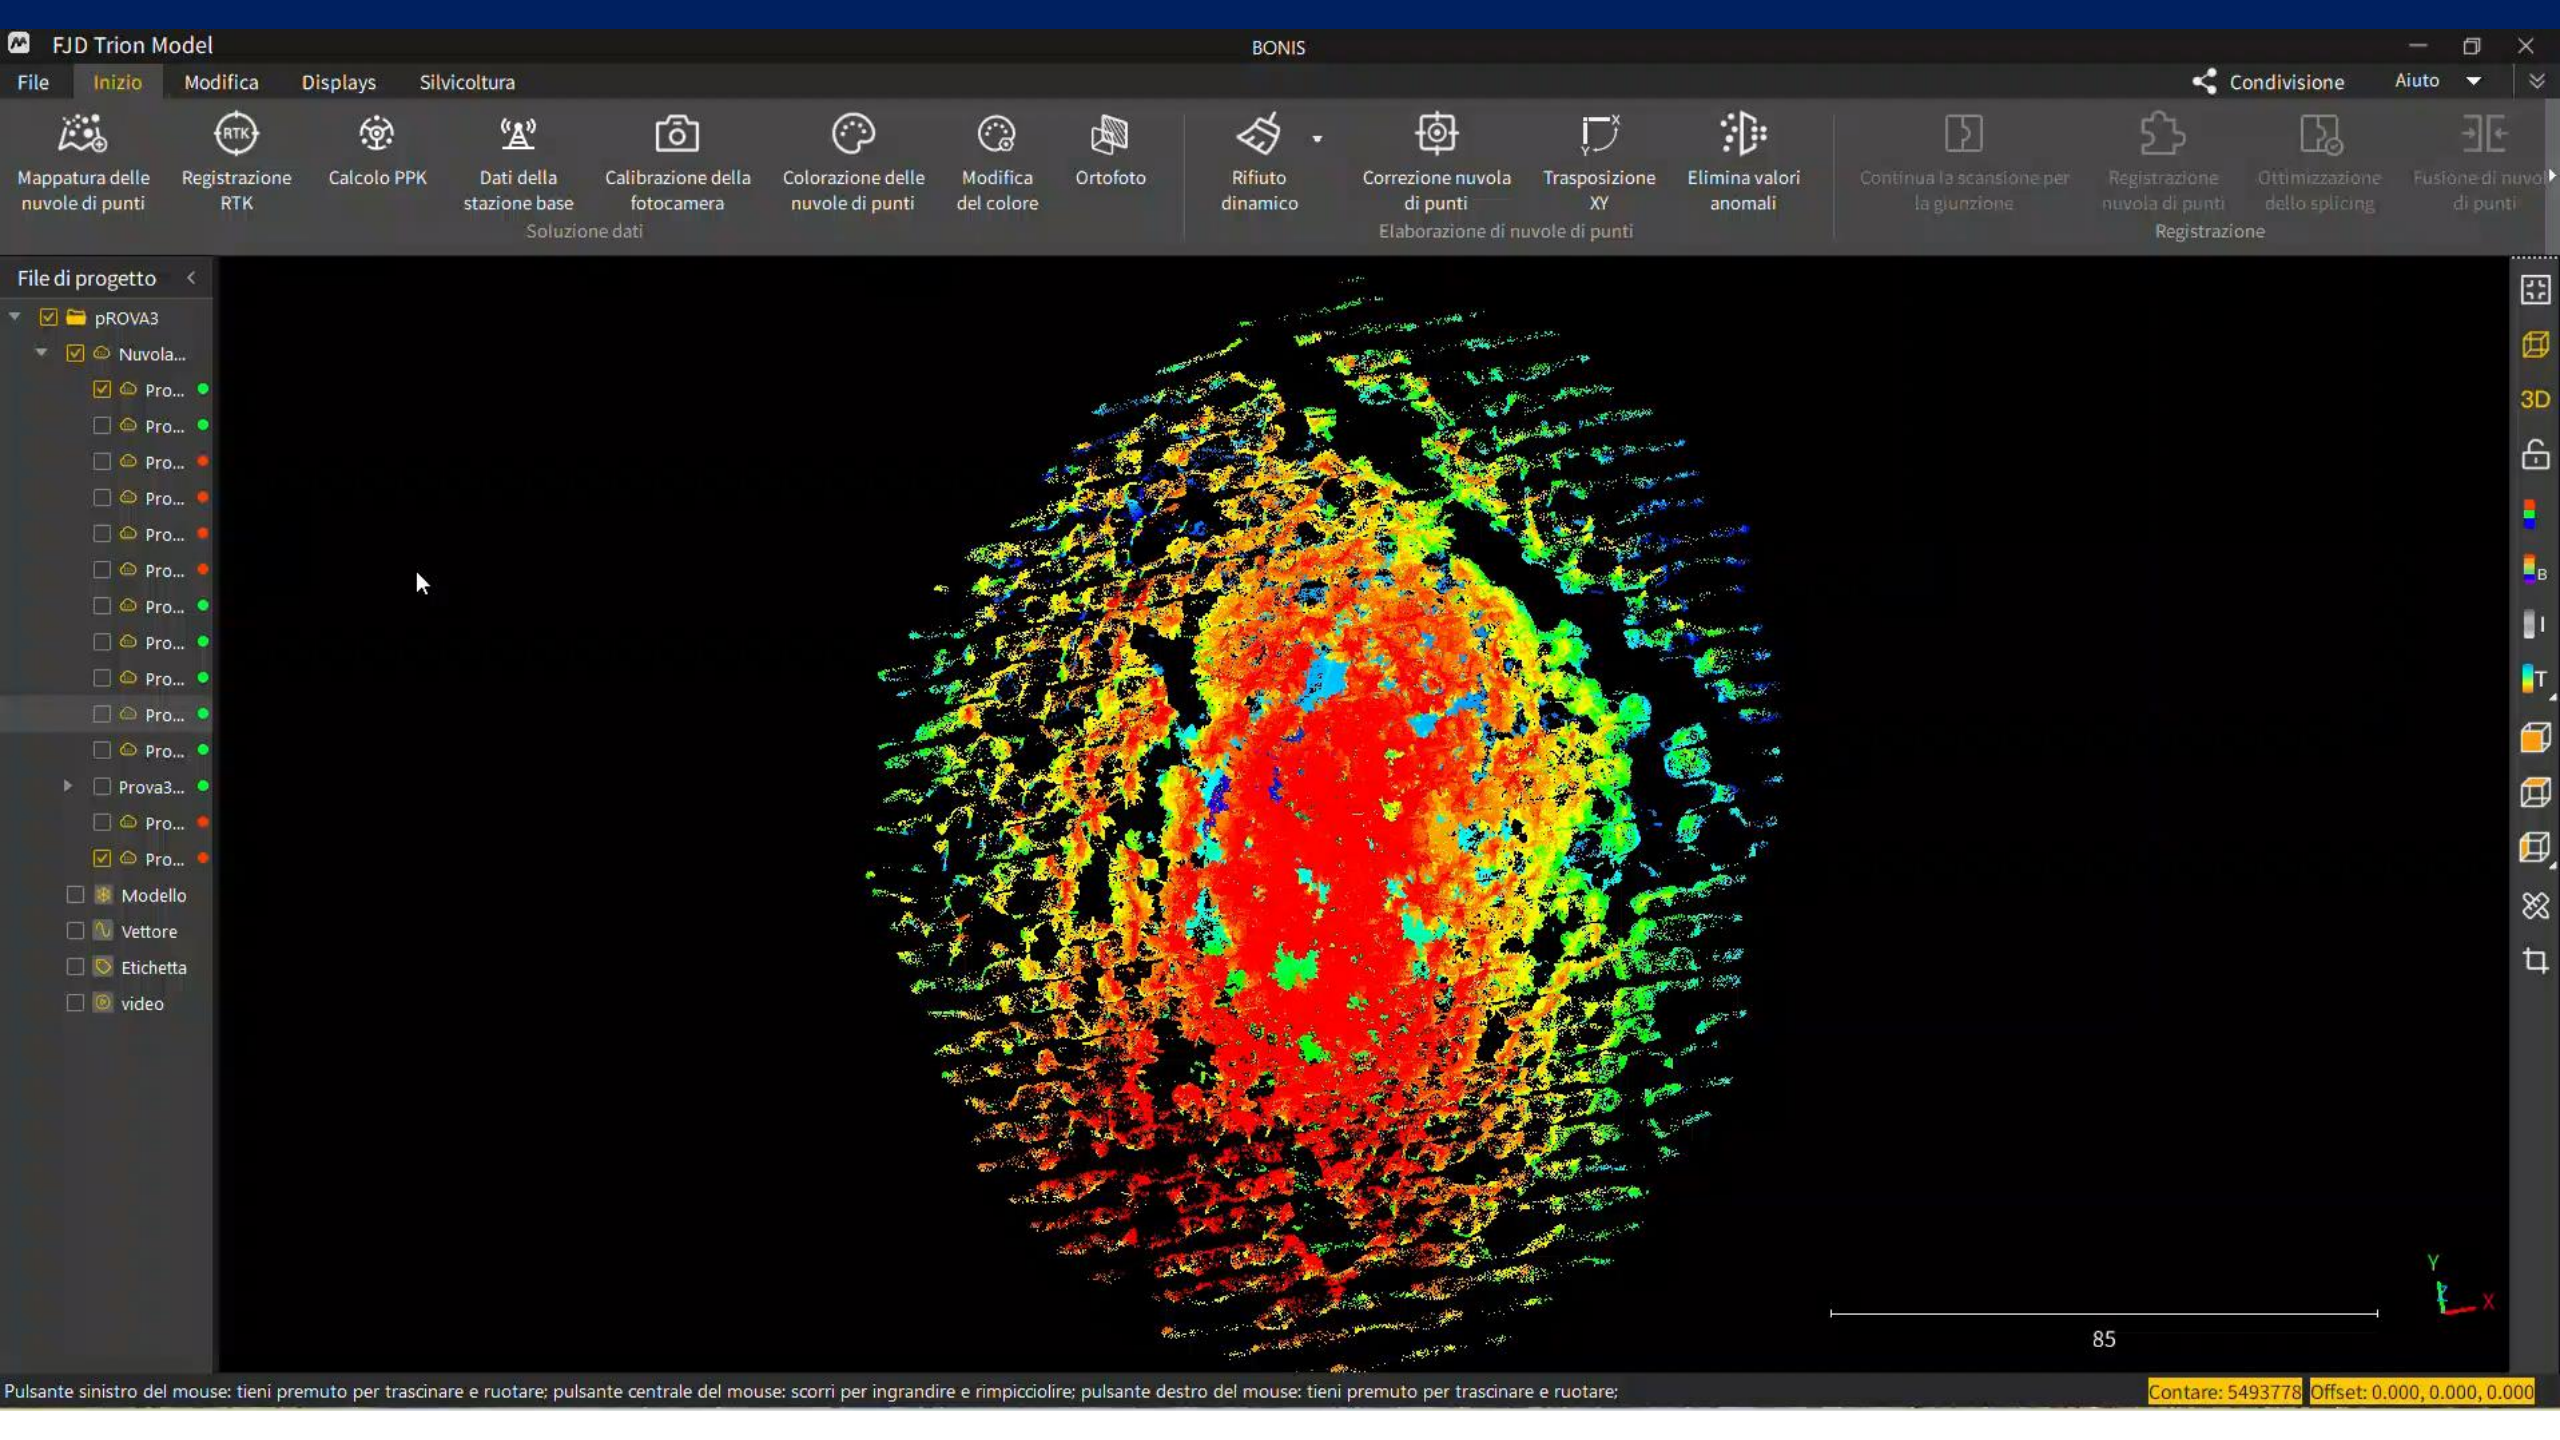 FJD Trion Model
BONIS
File Inizio Modifica Displays Silvicoltura Condivisione Aiuto
Mappatura delle nuvole di punti
Registrazione RTK
Calcolo PPK
Dati della stazione base
Calibrazione della fotocamera
Colorazione delle nuvole di punti
Modifica del colore
Ortofoto
Soluzione dati
Rifiuto dinamico
Correzione nuvola di punti
Trasposizione XY
Elimina valori anomali
Elaborazione di nuvole di punti
Continua la scansione per la giunzione
Registrazione nuvola di punti
Ottimizzazione dello splicing
Fusione di nuvol di punti
Registrazione
File di progetto
pROVA3
Nuvola...
Pro...
Pro...
Pro...
Pro...
Pro...
Pro...
Pro...
Pro...
Pro...
Pro...
Pro...
Prova3...
Pro...
Pro...
Modello
Vettore
Etichetta
video
RTK
X
Y
3D
B
I
T
Y
X
85
Pulsante sinistro del mouse: tieni premuto per trascinare e ruotare; pulsante centrale del mouse: scorri per ingrandire e rimpicciolire; pulsante destro del mouse: tieni premuto per trascinare e ruotare;
Contare: 5493778 Offset: 0.000, 0.000, 0.000